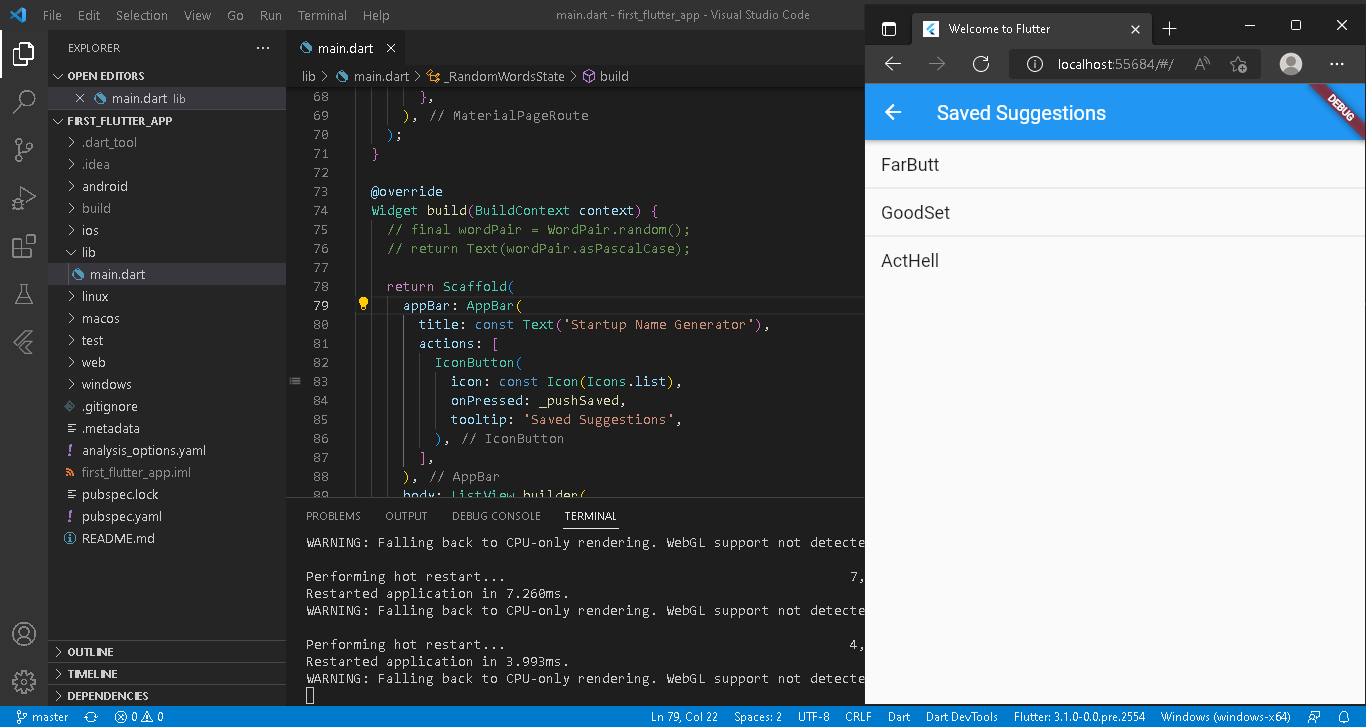 File Edit Selection View Go Run Terminal Help
main.dart - first_flutter_app - Visual Studio Code
EXPLORER
OPEN EDITORS
main.dart lib
FIRST_FLUTTER_APP
.dart_tool
.idea
android
build
ios
lib
main.dart
linux
macos
test
web
windows
.gitignore
.metadata
analysis_options.yaml
first_flutter_app.iml
pubspec.lock
pubspec.yaml
README.md
OUTLINE
TIMELINE
DEPENDENCIES
main.dart
lib > main.dart > _RandomWordsState > build
68 },
69 ), // MaterialPageRoute
70 );
71 }
72
73 @override
74 Widget build(BuildContext context) {
75 // final wordPair = WordPair.random();
76 // return Text(wordPair.asPascalCase);
77
78 return Scaffold(
79 appBar: AppBar(
80 title: const Text('Startup Name Generator'),
81 actions: [
82 IconButton(
83 icon: const Icon(Icons.list),
84 onPressed: _pushSaved,
85 tooltip: 'Saved Suggestions',
86 ), // IconButton
87 ],
88 ), // AppBar
89 body: ListView.builder(
PROBLEMS OUTPUT DEBUG CONSOLE TERMINAL
WARNING: Falling back to CPU-only rendering. WebGL support not detecte
Performing hot restart... 7,
Restarted application in 7.260ms.
WARNING: Falling back to CPU-only rendering. WebGL support not detecte
Performing hot restart... 4,
Restarted application in 3.993ms.
WARNING: Falling back to CPU-only rendering. WebGL support not detecte
Welcome to Flutter
localhost:55684/#/
Saved Suggestions
DEBUG
FarButt
GoodSet
ActHell
master 0 0 Ln 79, Col 22 Spaces: 2 UTF-8 CRLF Dart Dart DevTools Flutter: 3.1.0-0.0.pre.2554 Windows (windows-x64)